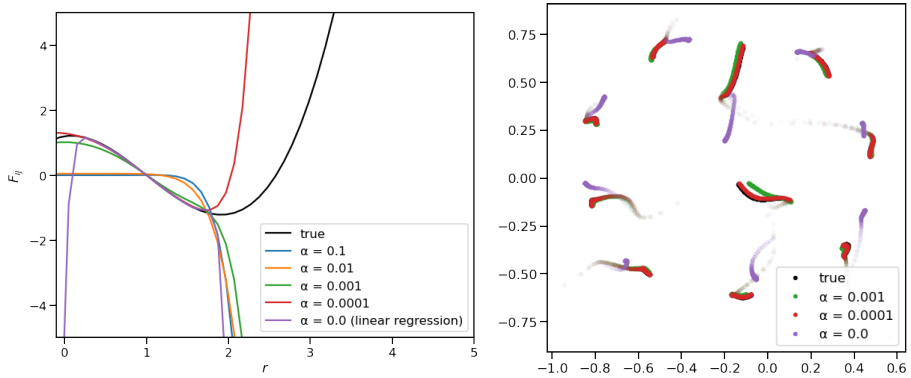 4
2
0
−2
−4
F_ij
0
1
2
3
4
5
r
true
α = 0.1
α = 0.01
α = 0.001
α = 0.0001
α = 0.0 (linear regression)
0.75
0.50
0.25
0.00
−0.25
−0.50
−0.75
−1.0
−0.8
−0.6
−0.4
−0.2
0.0
0.2
0.4
0.6
true
α = 0.001
α = 0.0001
α = 0.0